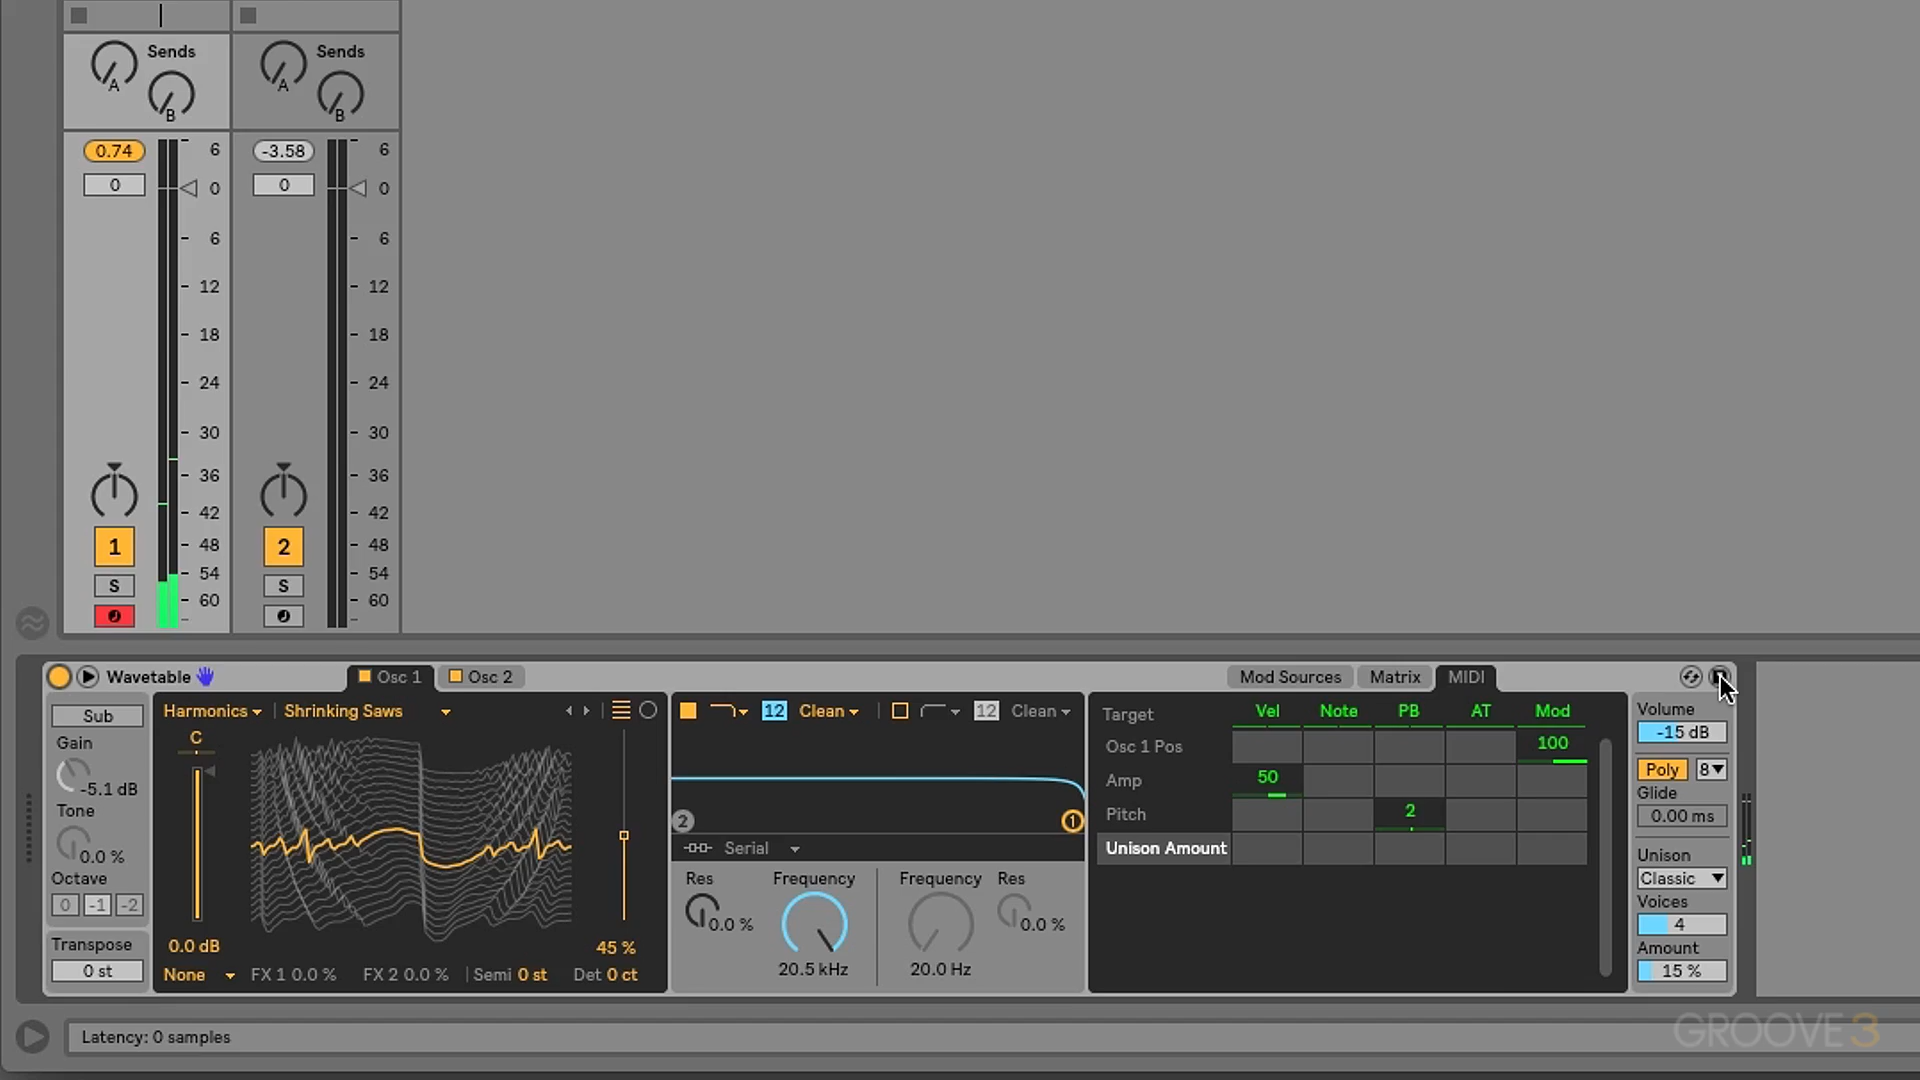 Sends Sends
A A
B B
0.74 6 -3.58 6
0 0 0 0
6 6
12 12
18 18
24 24
30 30
36 36
42 42
1 48 2 48
S 54 S 54
60 60
Wavetable Osc 1 Osc 2 Mod Sources Matrix MIDI
Sub
Gain
-5.1 dB
Tone
0.0 %
Octave
0 -1 -2
Transpose
0 st
Harmonics Shrinking Saws
C
0.0 dB 45 %
None FX 1 0.0 % FX 2 0.0 % Semi 0 st Det 0 ct
12 Clean 12 Clean
2 1
Serial
Res Frequency Frequency Res
0.0 % 0.0 %
20.5 kHz 20.0 Hz
Target Vel Note PB AT Mod
Osc 1 Pos 100
Amp 50
Pitch 2
Unison Amount
Volume
-15 dB
Poly 8
Glide
0.00 ms
Unison
Classic
Voices
4
Amount
15 %
Latency: 0 samples
GROOVE3